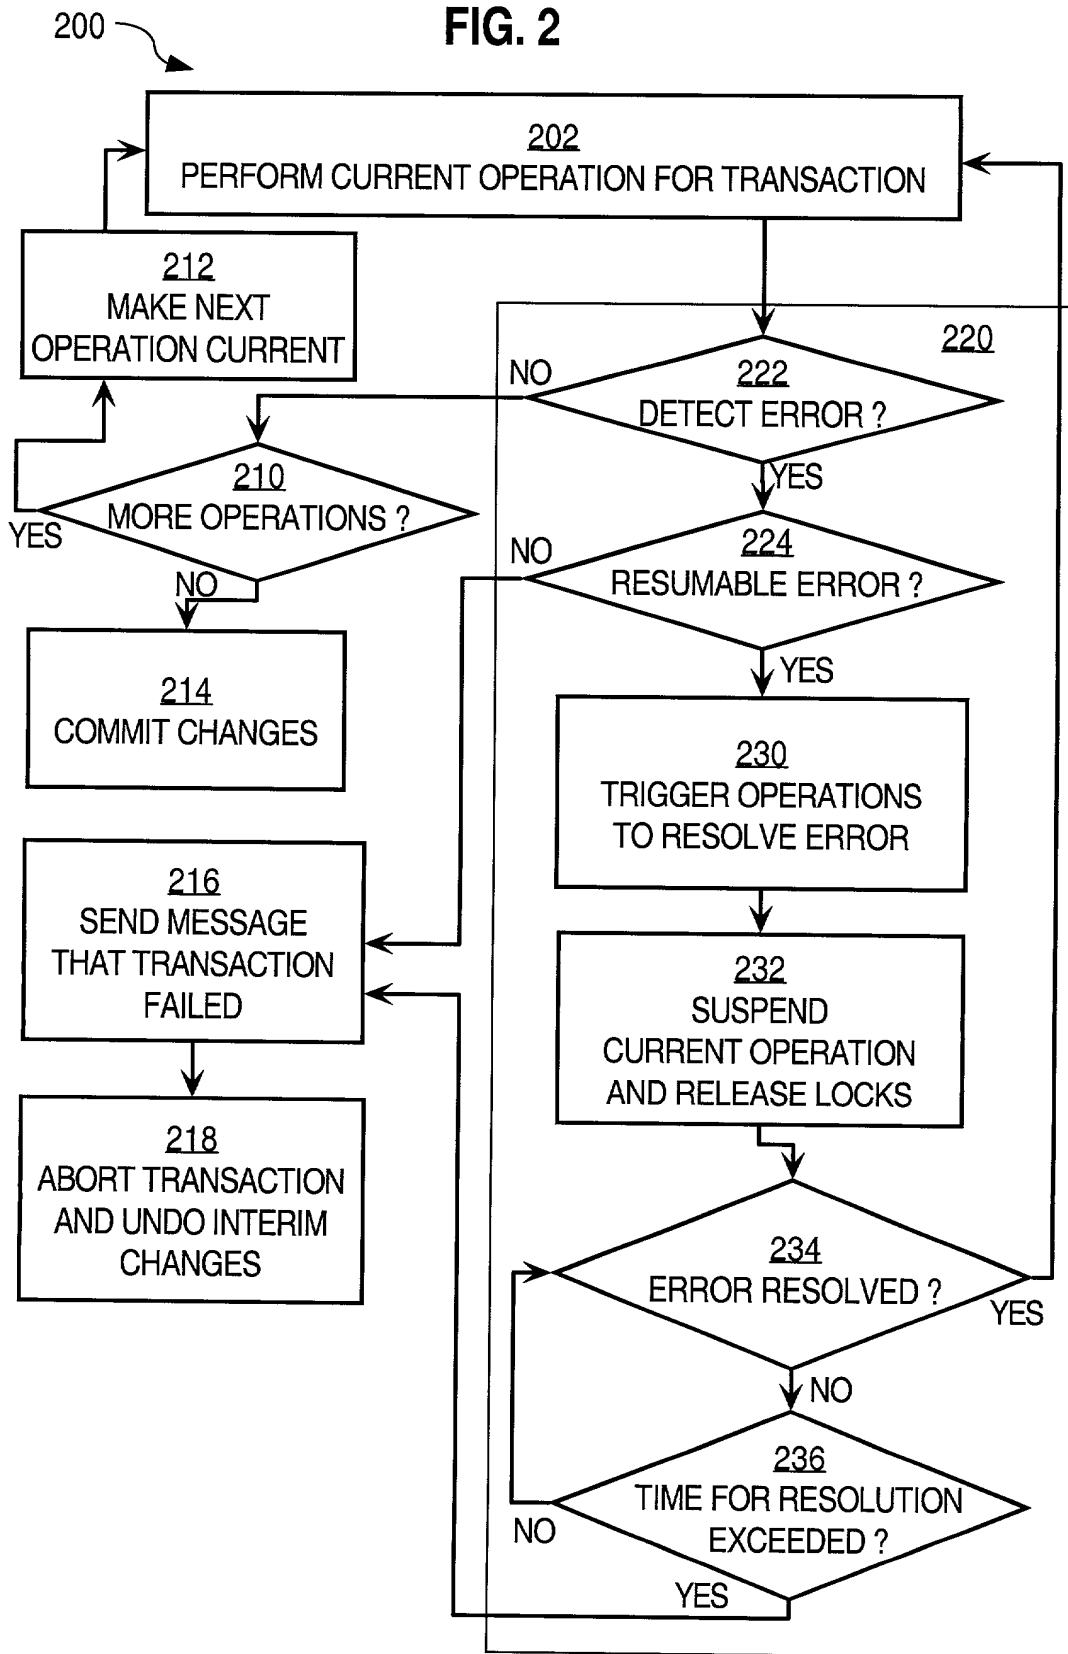 FIG. 2
200
202
PERFORM CURRENT OPERATION FOR TRANSACTION
212
MAKE NEXT
OPERATION CURRENT
220
222
DETECT ERROR ?
NO
YES
210
MORE OPERATIONS ?
YES
NO
224
RESUMABLE ERROR ?
NO
YES
214
COMMIT CHANGES
230
TRIGGER OPERATIONS
TO RESOLVE ERROR
216
SEND MESSAGE
THAT TRANSACTION
FAILED
232
SUSPEND
CURRENT OPERATION
AND RELEASE LOCKS
218
ABORT TRANSACTION
AND UNDO INTERIM
CHANGES
234
ERROR RESOLVED ?
YES
NO
236
TIME FOR RESOLUTION
EXCEEDED ?
NO
YES